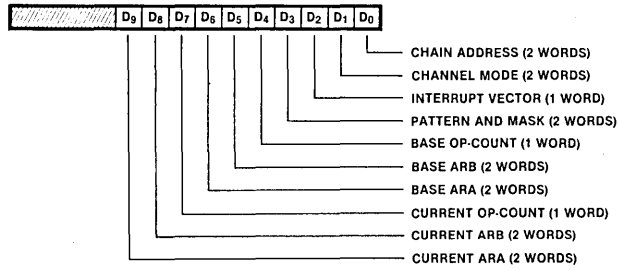 D9 D8 D7 D6 D5 D4 D3 D2 D1 D0
CHAIN ADDRESS (2 WORDS)
CHANNEL MODE (2 WORDS)
INTERRUPT VECTOR (1 WORD)
PATTERN AND MASK (2 WORDS)
BASE OP-COUNT (1 WORD)
BASE ARB (2 WORDS)
BASE ARA (2 WORDS)
CURRENT OP-COUNT (1 WORD)
CURRENT ARB (2 WORDS)
CURRENT ARA (2 WORDS)